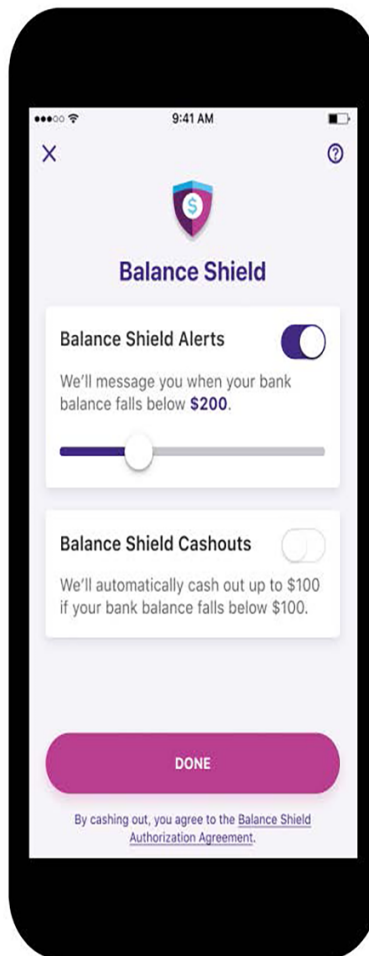 9:41 AM
$
Balance Shield
Balance Shield Alerts
We'll message you when your bank
balance falls below $200.
Balance Shield Cashouts
We'll automatically cash out up to $100
if your bank balance falls below $100.
DONE
By cashing out, you agree to the Balance Shield
Authorization Agreement.